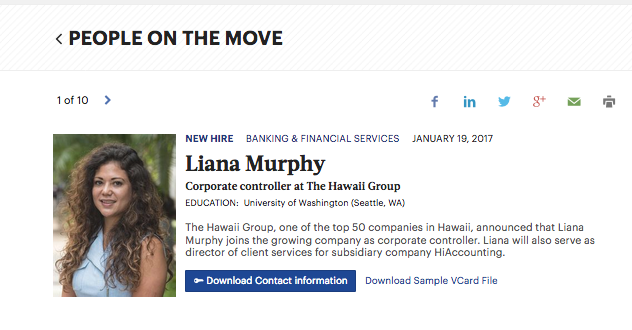 < PEOPLE ON THE MOVE
1 of 10 >
f in g+
NEW HIRE BANKING & FINANCIAL SERVICES JANUARY 19, 2017
Liana Murphy
Corporate controller at The Hawaii Group
EDUCATION: University of Washington (Seattle, WA)
The Hawaii Group, one of the top 50 companies in Hawaii, announced that Liana
Murphy joins the growing company as corporate controller. Liana will also serve as
director of client services for subsidiary company HiAccounting.
Download Contact information Download Sample VCard File